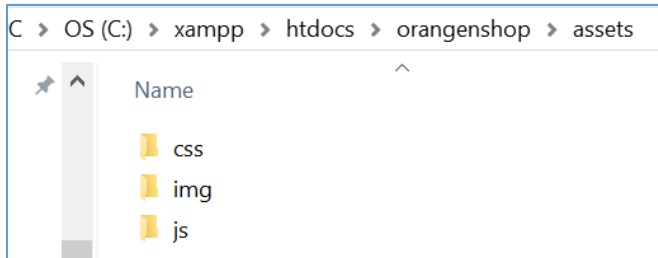 C > OS (C:) > xampp > htdocs > orangenshop > assets
Name
css
img
js